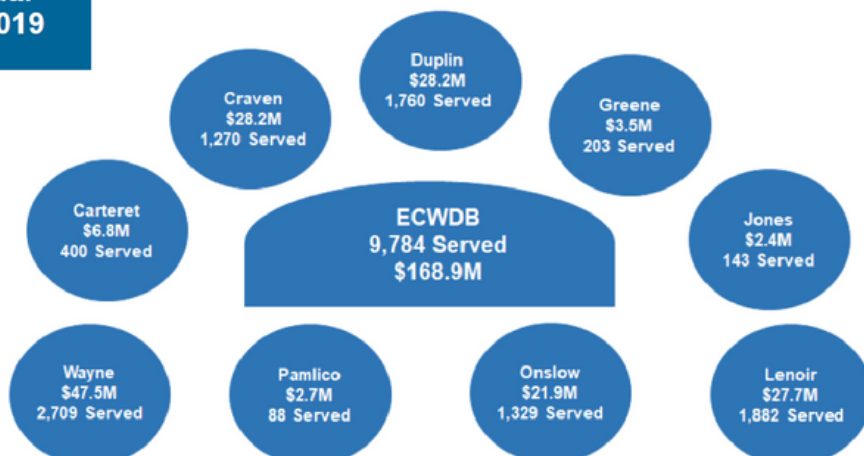 2019
Duplin
$28.2M
1,760 Served
Craven
$28.2M
1,270 Served
Greene
$3.5M
203 Served
Carteret
$6.8M
400 Served
ECWDB
9,784 Served
$168.9M
Jones
$2.4M
143 Served
Wayne
$47.5M
2,709 Served
Pamlico
$2.7M
88 Served
Onslow
$21.9M
1,329 Served
Lenoir
$27.7M
1,882 Served